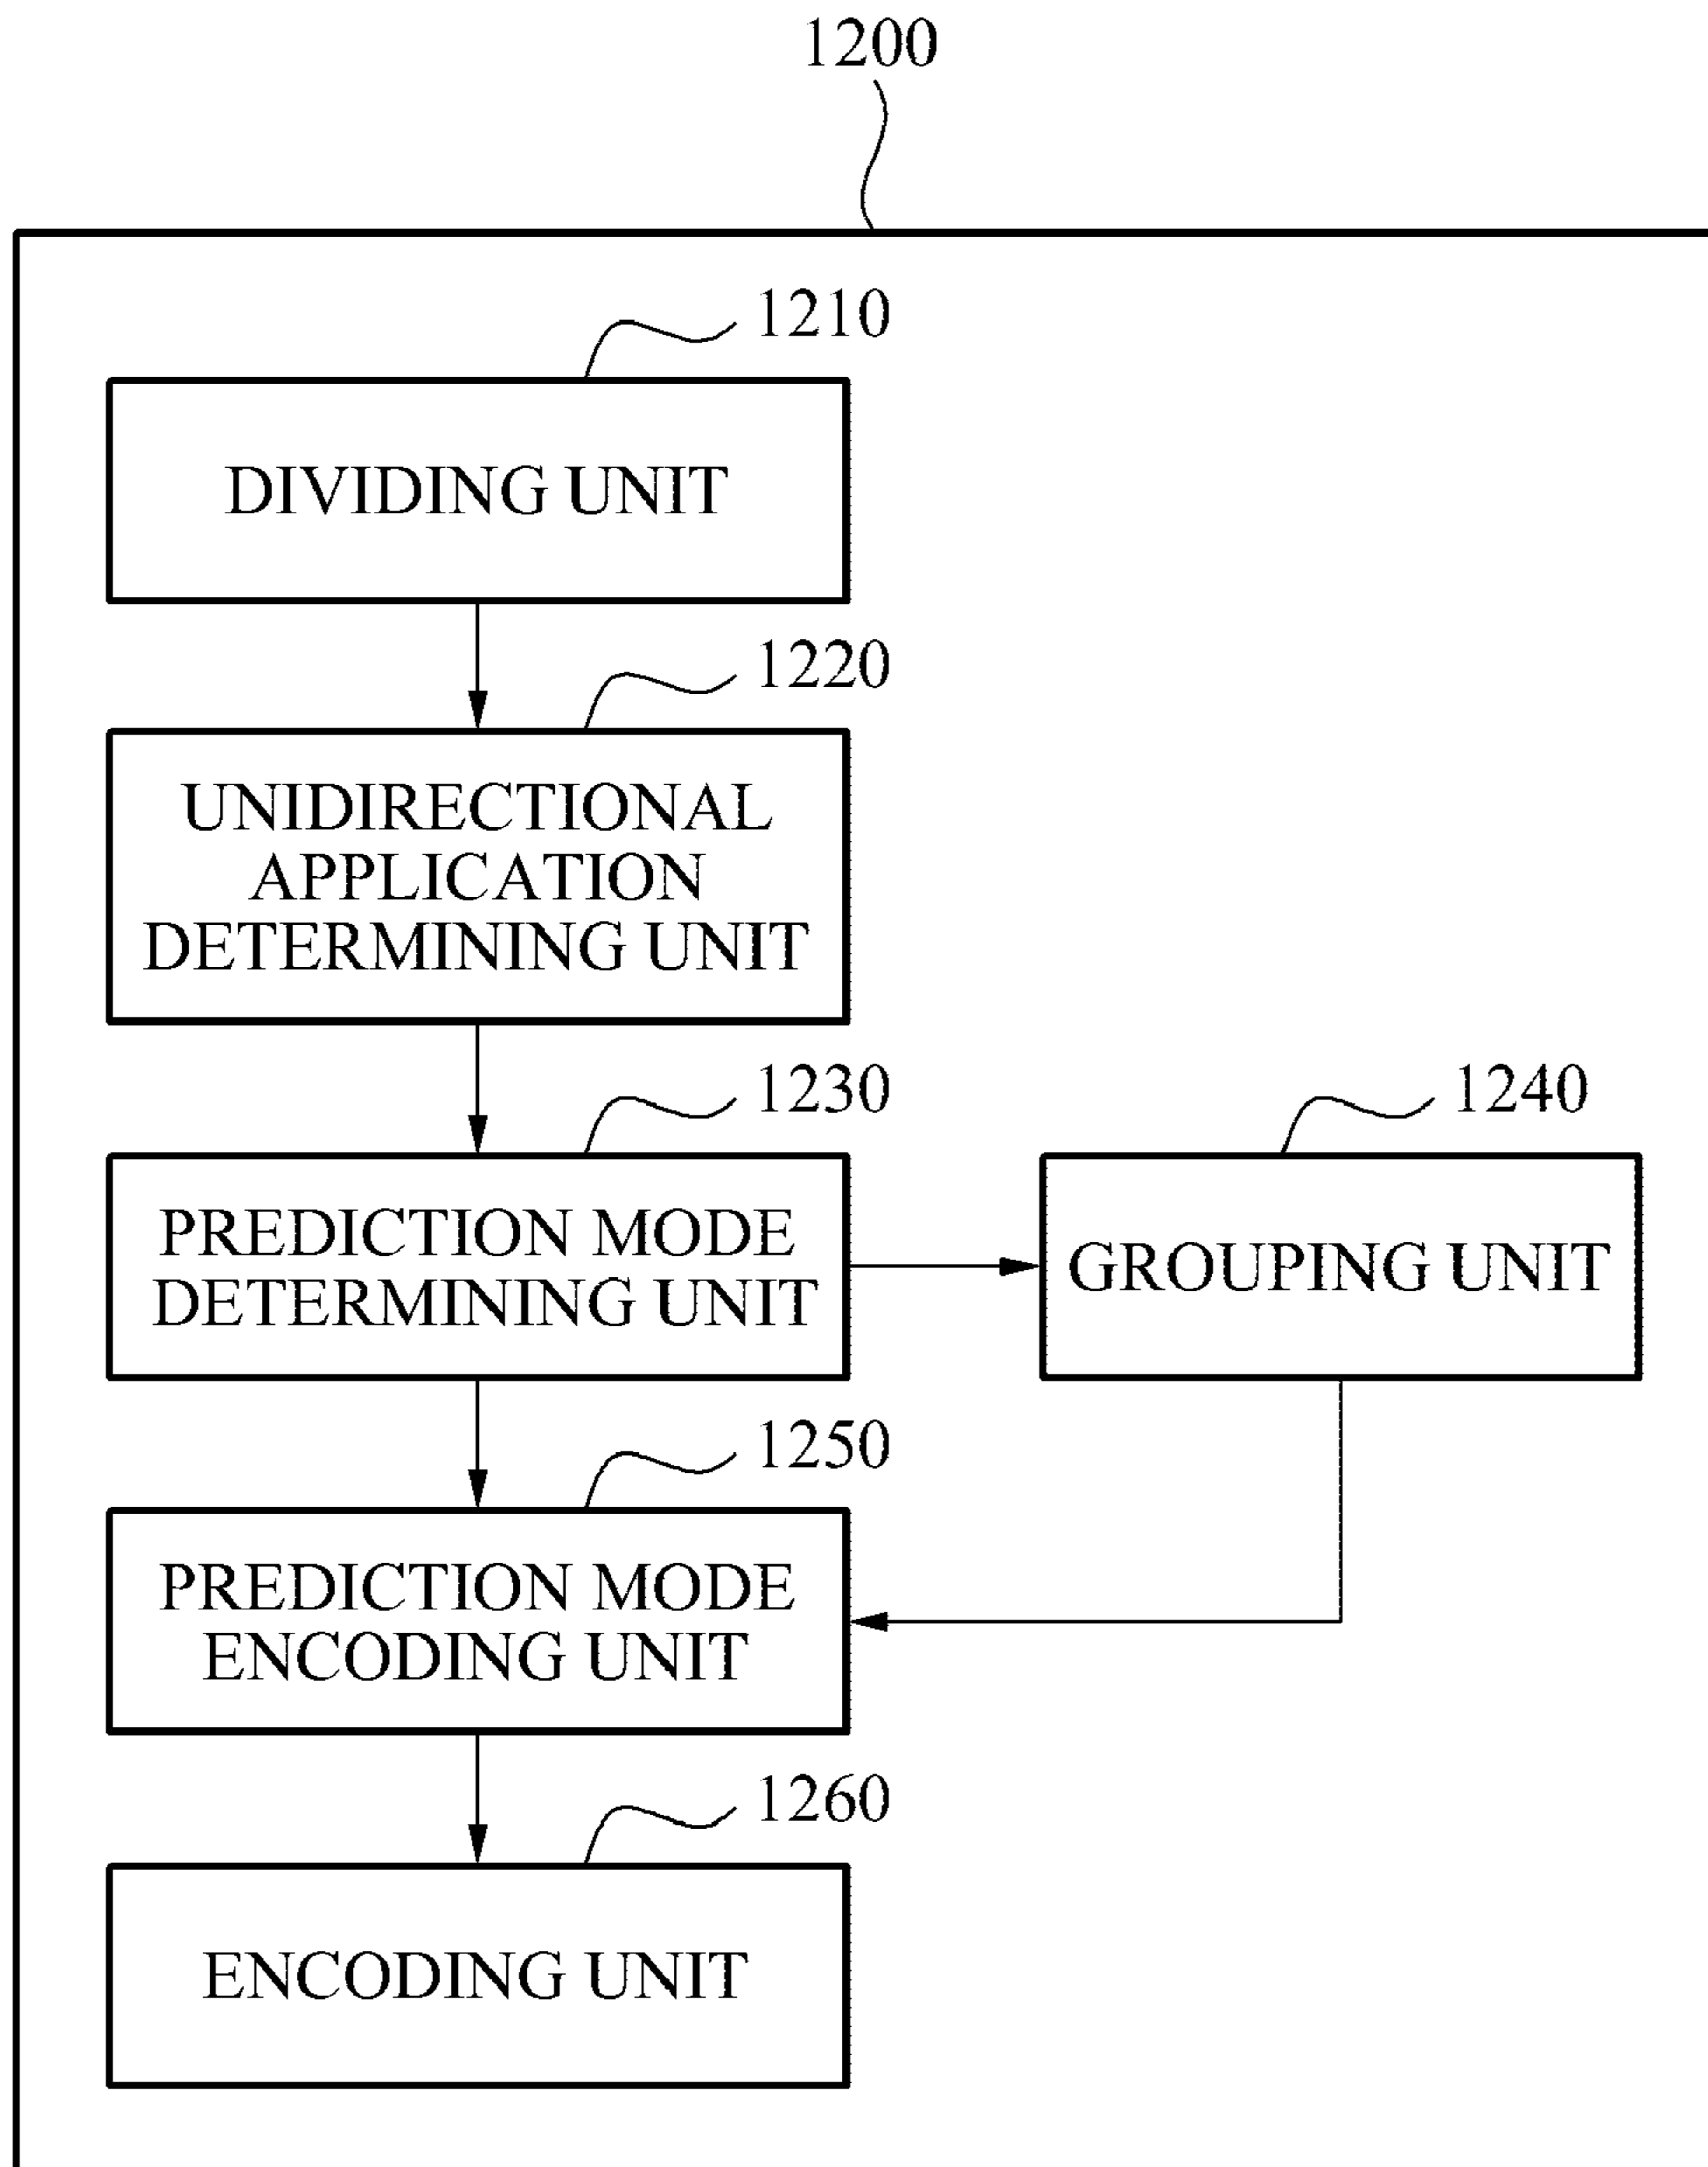 1200
1210
DIVIDING UNIT
1220
UNIDIRECTIONAL
APPLICATION
DETERMINING UNIT
1230
PREDICTION MODE
DETERMINING UNIT
1240
GROUPING UNIT
1250
PREDICTION MODE
ENCODING UNIT
1260
ENCODING UNIT